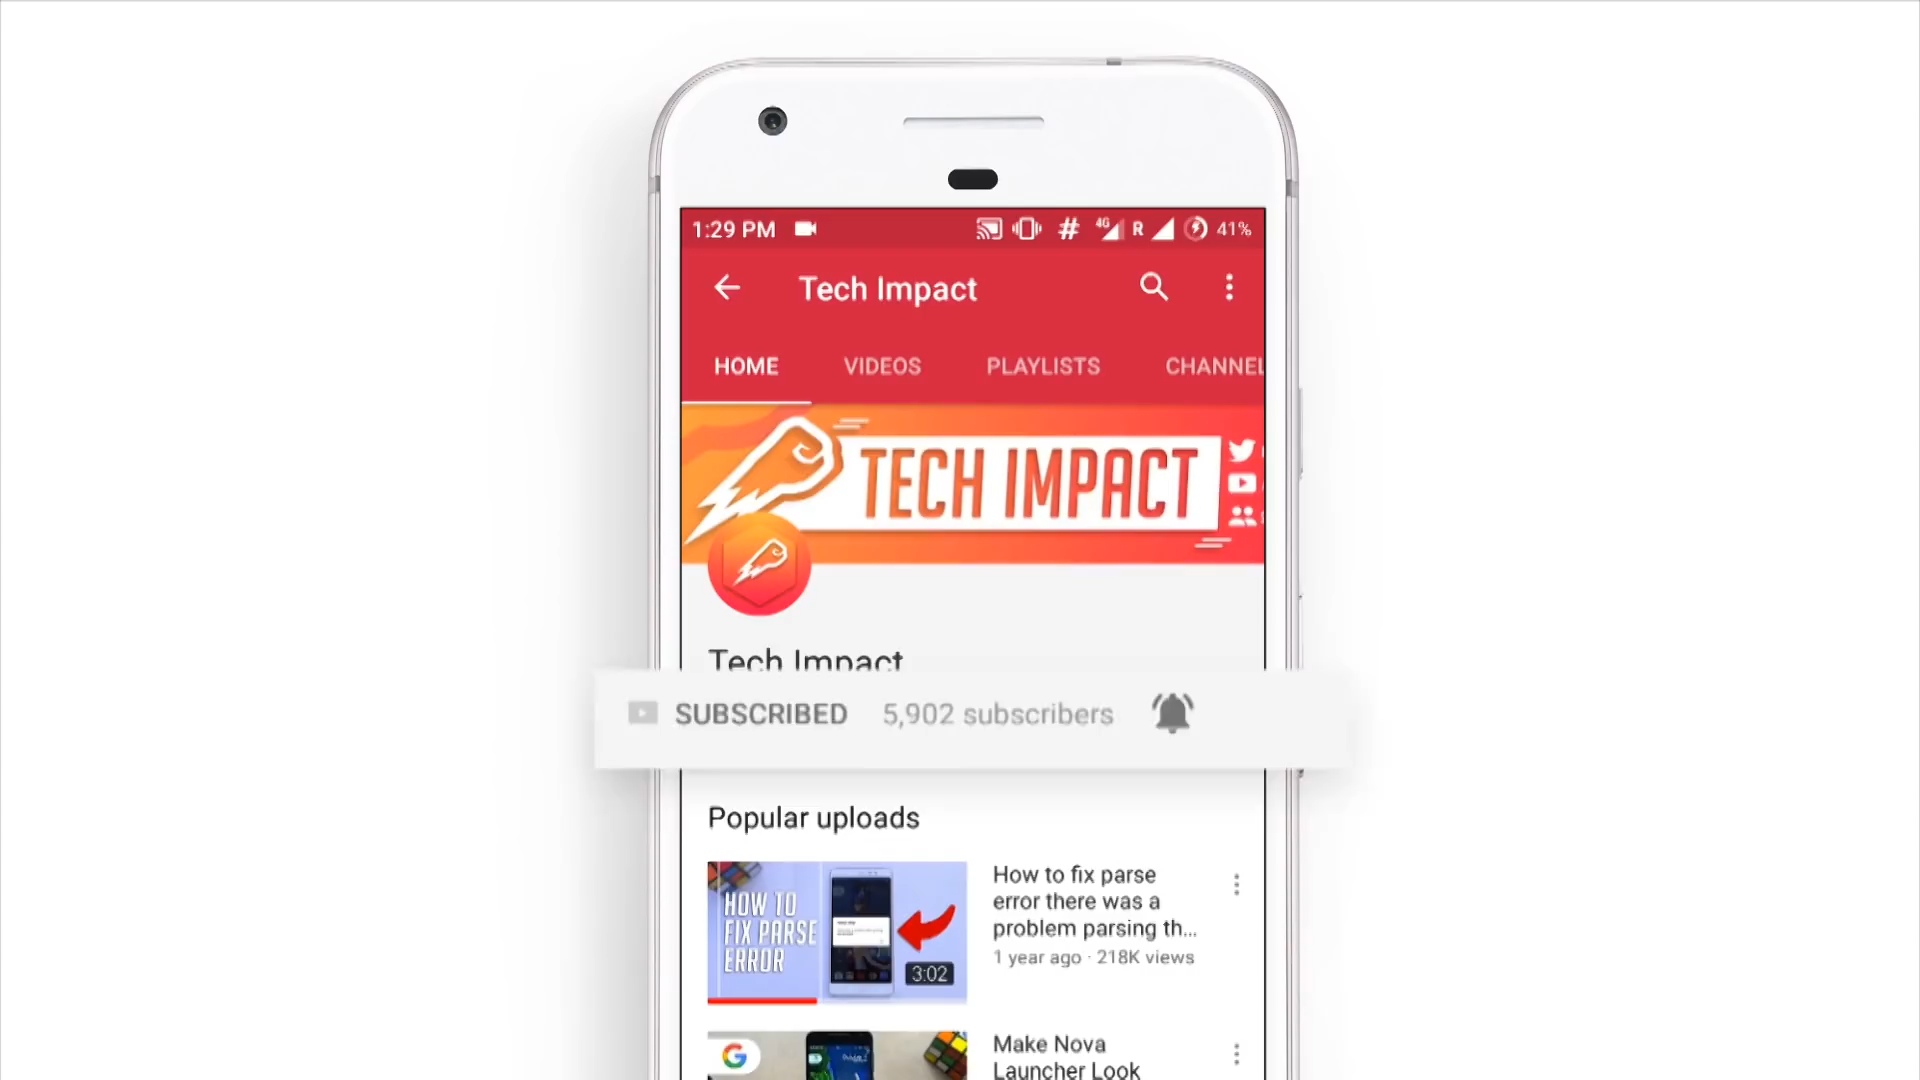 1:29 PM # 4G R 41%
Tech Impact
HOME VIDEOS PLAYLISTS CHANNEL
TECH IMPACT
Tech Impact
SUBSCRIBED 5,902 subscribers
Popular uploads
HOW TO
FIX PARSE
ERROR
3:02
How to fix parse
error there was a
problem parsing th...
1 year ago · 218K views
G
Make Nova
Launcher Look